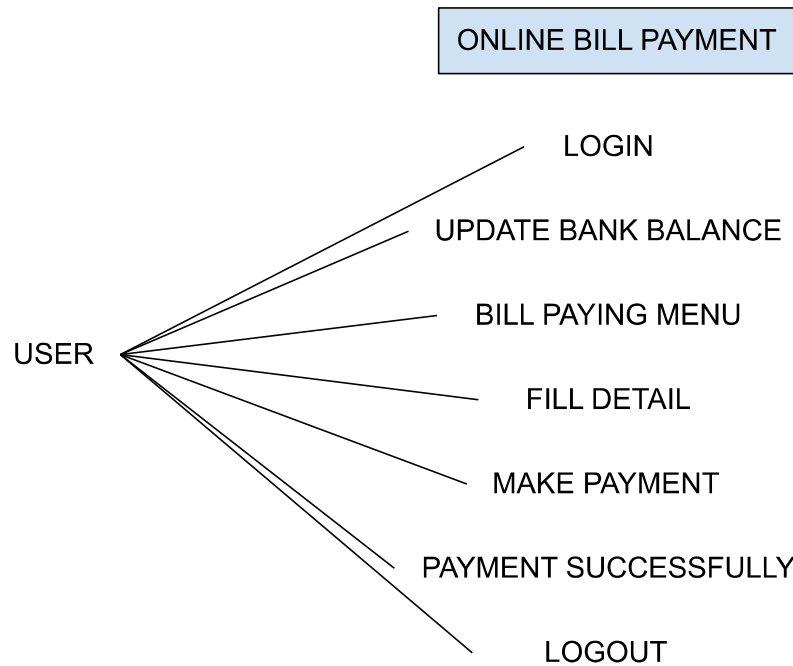 ONLINE BILL PAYMENT
LOGIN
UPDATE BANK BALANCE
BILL PAYING MENU
USER
FILL DETAIL
MAKE PAYMENT
PAYMENT SUCCESSFULLY
LOGOUT